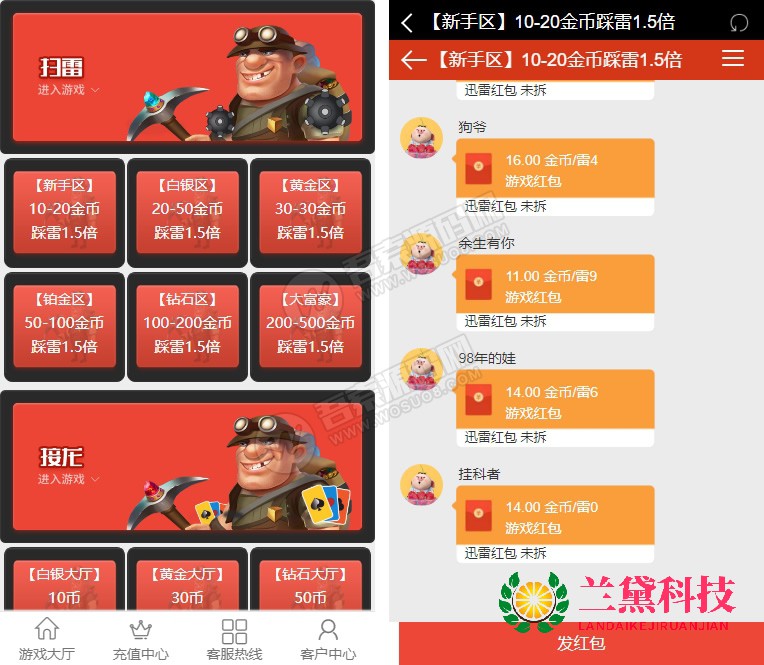 扫雷
进入游戏
【新手区】
10-20金币
踩雷1.5倍
【白银区】
20-50金币
踩雷1.5倍
【黄金区】
30-30金币
踩雷1.5倍
【铂金区】
50-100金币
踩雷1.5倍
【钻石区】
100-200金币
踩雷1.5倍
【大富豪】
200-500金币
踩雷1.5倍
接龙
进入游戏
【白银大厅】
10币
【黄金大厅】
30币
【钻石大厅】
50币
游戏大厅
充值中心
客服热线
客户中心
【新手区】10-20金币踩雷1.5倍
【新手区】10-20金币踩雷1.5倍
迅雷红包 未拆
狗爷
16.00 金币/雷4
游戏红包
迅雷红包 未拆
余生有你
11.00 金币/雷9
游戏红包
迅雷红包 未拆
98年的娃
14.00 金币/雷6
游戏红包
迅雷红包 未拆
挂科者
14.00 金币/雷0
游戏红包
迅雷红包 未拆
兰黛科技
LANDAIKEJIRUANJIAN
发红包
WWW.WOSUO8.COM
WWW.WOSUO8.COM